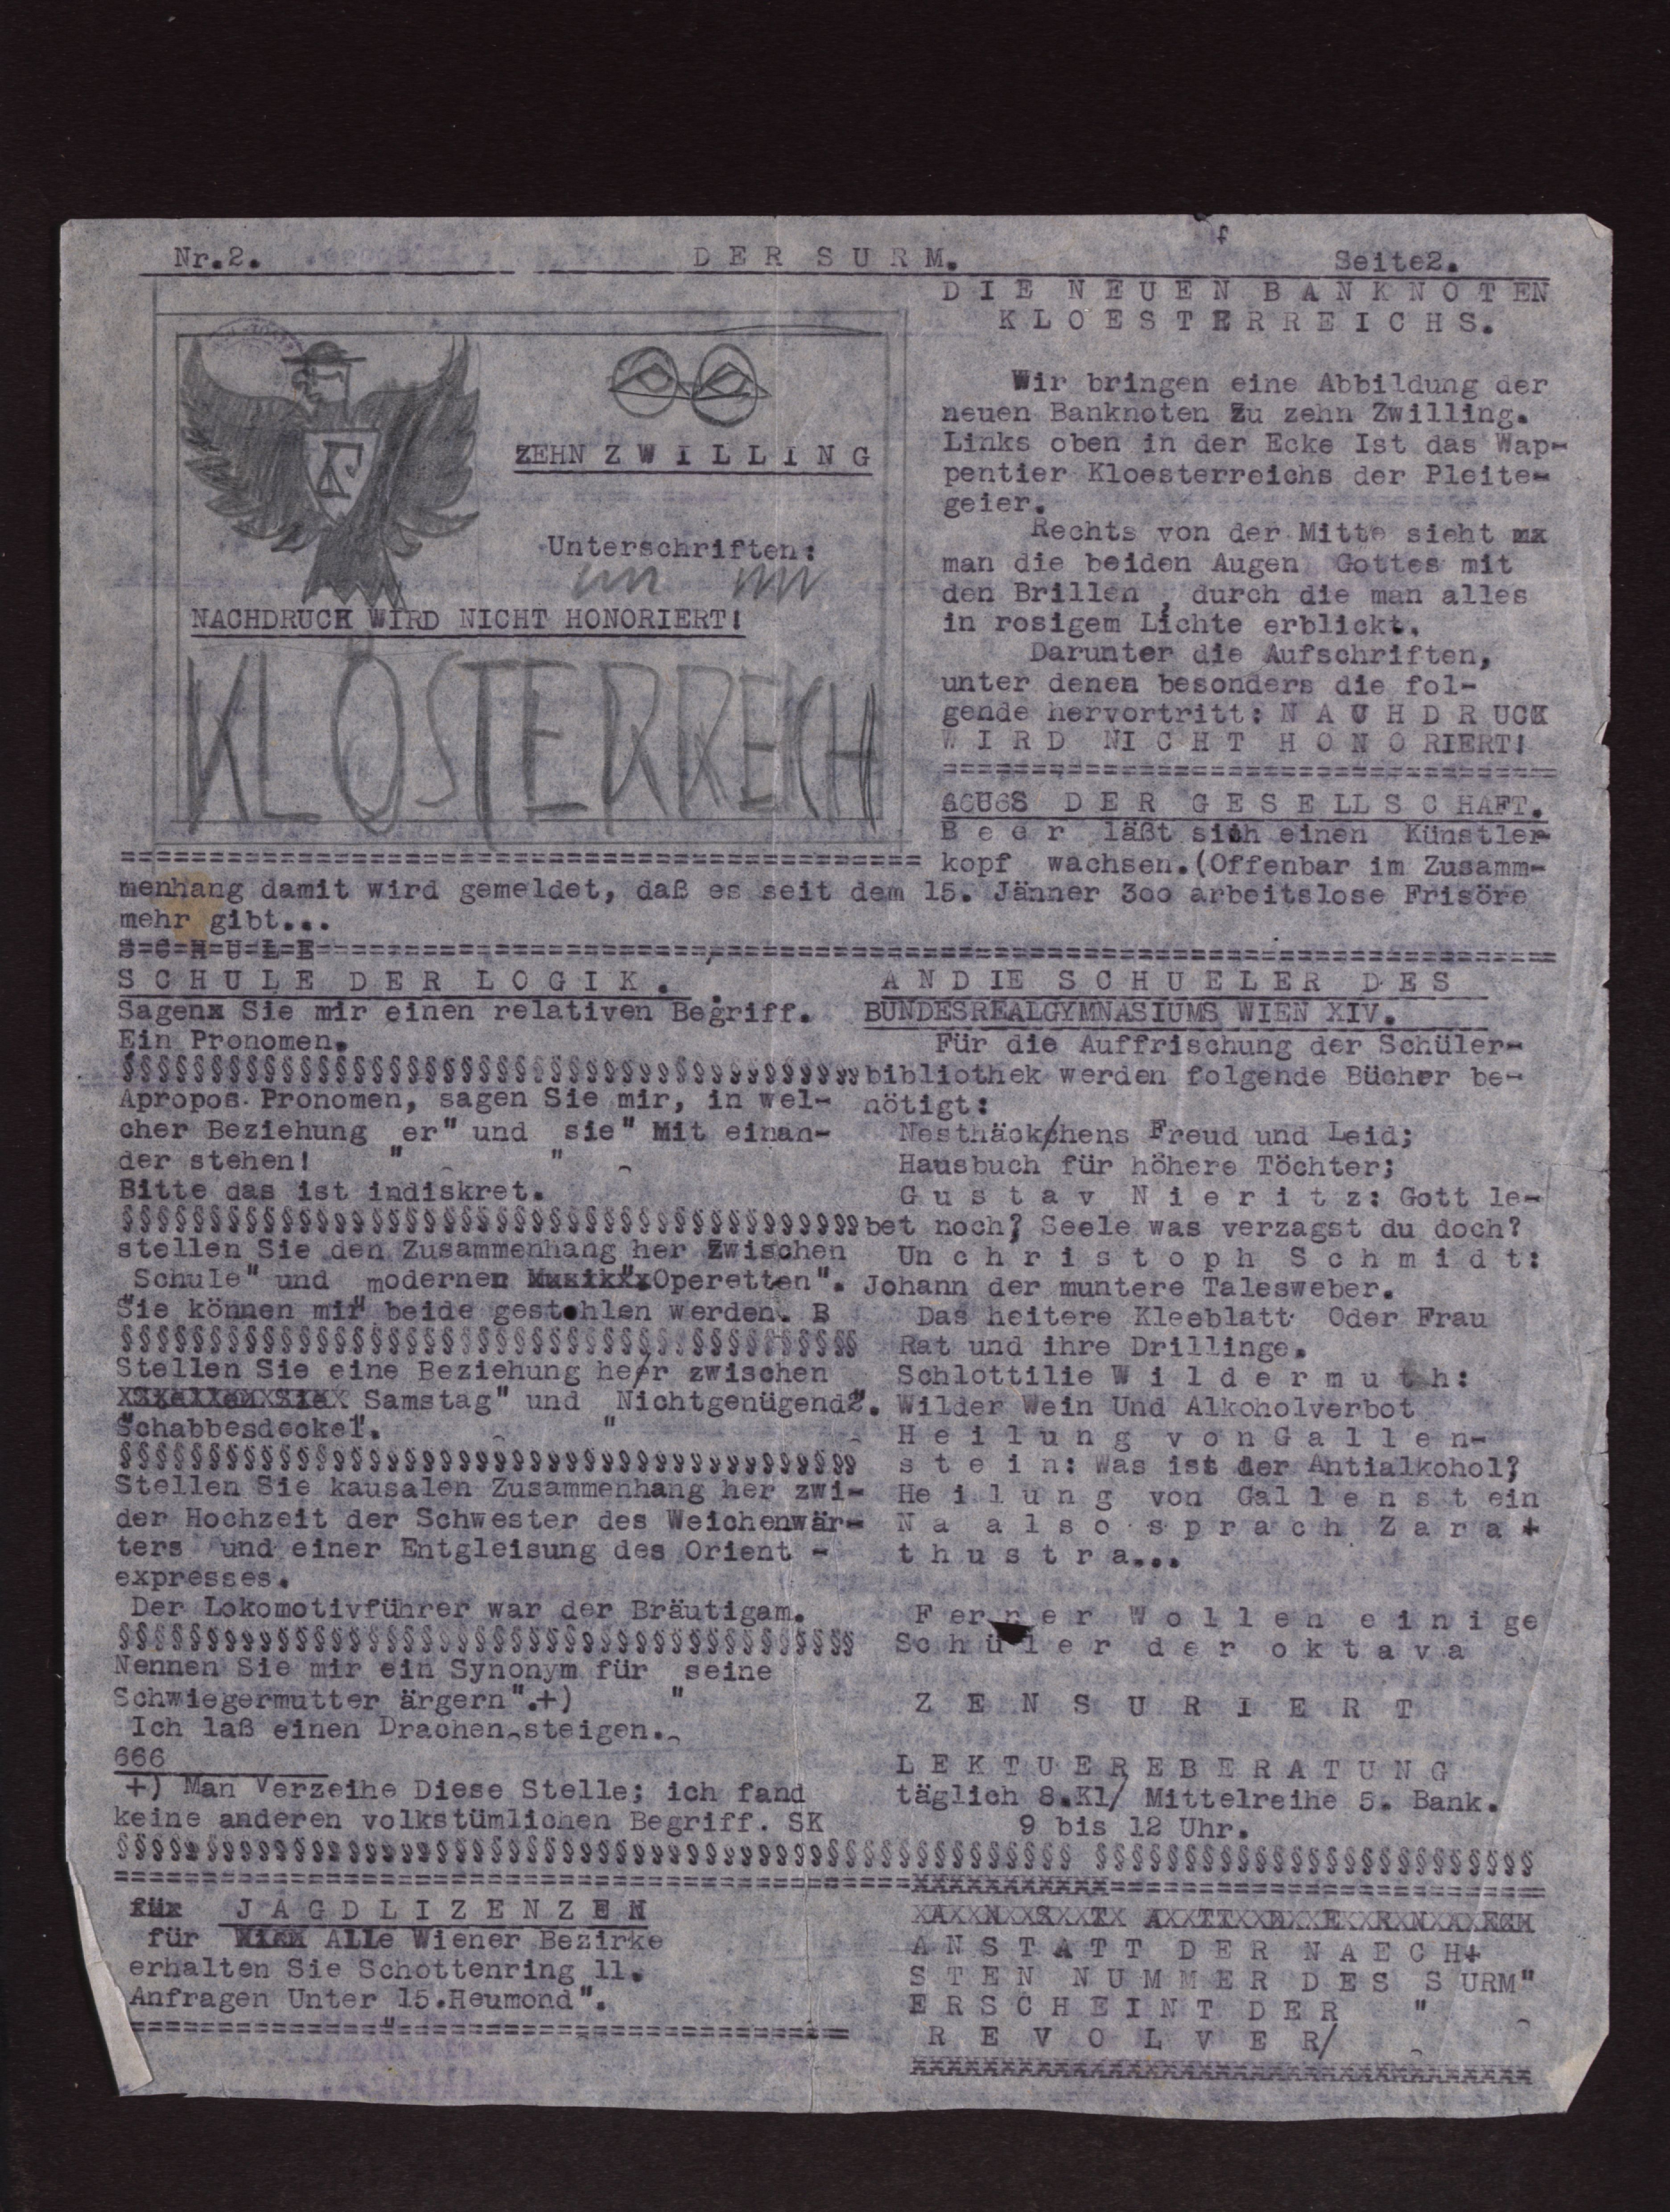 Nr.2. DER SURM. Seite2.
ZEHN ZWILLING
Unterschriften:
NACHDRUCK WIRD NICHT HONORIERT!
KLÖSTERREICH
DIE NEUEN BANKNOTEN
KLOESTERREICHS.
Wir bringen eine Abbildung der
neuen Banknoten Zu zehn Zwilling.
Links oben in der Ecke Ist das Wap-
pentier Kloesterreichs der Pleite-
geier.
Rechts von der Mitte sieht mx
man die beiden Augen Gottes mit
den Brillen , durch die man alles
in rosigem Lichte erblickt.
Darunter die Aufschriften,
unter denen besonders die fol-
gende hervortritt: NAUHDRUCK
WIRD NICHT HONORIERT!
===================================
DER GESELLSCHAFT.
Beer läßt sich einen Künstler-
kopf wachsen.(Offenbar im Zusamm-
menhang damit wird gemeldet, daß es seit dem 15. Jänner 3oo arbeitslose Frisöre
mehr gibt...
S=C=H=U=L=E=
SCHULE DER LOGIK.
Sagenx Sie mir einen relativen Begriff.
Ein Pronomen.
§§§§§§§§§§§§§§§§§§§§§§§§§§§§§§§§§§§§§§§§§
Apropos Pronomen, sagen Sie mir, in wel-
cher Beziehung „er" und „sie" Mit einan-
der stehen!
Bitte das ist indiskret.
§§§§§§§§§§§§§§§§§§§§§§§§§§§§§§§§§§§§§§§§§
stellen Sie den Zusammenhang her Zwischen
„Schule" und „modernen Musikxx Operetten".
Sie können mir beide gestohlen werden. B
§§§§§§§§§§§§§§§§§§§§§§§§§§§§§§§§§§§§§§§§§
Stellen Sie eine Beziehung he/r zwischen
XStellenXSieX Samstag" und „Nichtgenügend2.
„Schabbesdeckel".
§§§§§§§§§§§§§§§§§§§§§§§§§§§§§§§§§§§§§§§§§
Stellen Sie kausalen Zusammenhang her zwi-
der Hochzeit der Schwester des Weichenwär-
ters und einer Entgleisung des Orient -
expresses.
Der Lokomotivführer war der Bräutigam.
§§§§§§§§§§§§§§§§§§§§§§§§§§§§§§§§§§§§§§§§§
Nennen Sie mir ein Synonym für „seine
Schwiegermutter ärgern".+)
Ich laß einen Drachen steigen.
666
+) Man Verzeihe Diese Stelle; ich fand
keine anderen volkstümlichen Begriff. SK
AN DIE SCHUELER DES
BUNDESREALGYMNASIUMS WIEN XIV.
Für die Auffrischung der Schüler-
bibliothek werden folgende Bücher be-
nötigt:
Nesthäck/chens Freud und Leid;
Hausbuch für höhere Töchter;
Gustav Nieritz: Gott le-
bet noch? Seele was verzagst du doch?
Unchristoph Schmidt:
Johann der muntere Talesweber.
Das heitere Kleeblatt Oder Frau
Rat und ihre Drillinge.
Schlottilie Wildermuth:
Wilder Wein Und Alkoholverbot
Heilung von Gallen-
stein: Was ist der Antialkohol?
Heilung von Gallenstein
Na also sprach Zara+
thustra...
Ferner Wollen einige
Schüler der oktava
ZENSURIERT
LEKTUEREBERATUNG
täglich 8.Kl/ Mittelreihe 5. Bank.
9 bis 12 Uhr.
§§§§§§§§§§§§§§§§§§§§§§§§§§§§§§§§§§§§§§§§§§§§§§§§§§§§§ §§§§§§§§§§§§§§§§§§§§§§§§
für JAGDLIZENZEN
für Wien Alle Wiener Bezirke
erhalten Sie Schottenring 11.
Anfragen Unter „15.Heumond".
=========================================
ANSTATT DER NAECH+
STEN NUMMER DES SURM"
ERSCHEINT DER „
REVOLVER/
XXXXXXXXXXXXXXXXXXXXXXXXXXXXXXXXXXX